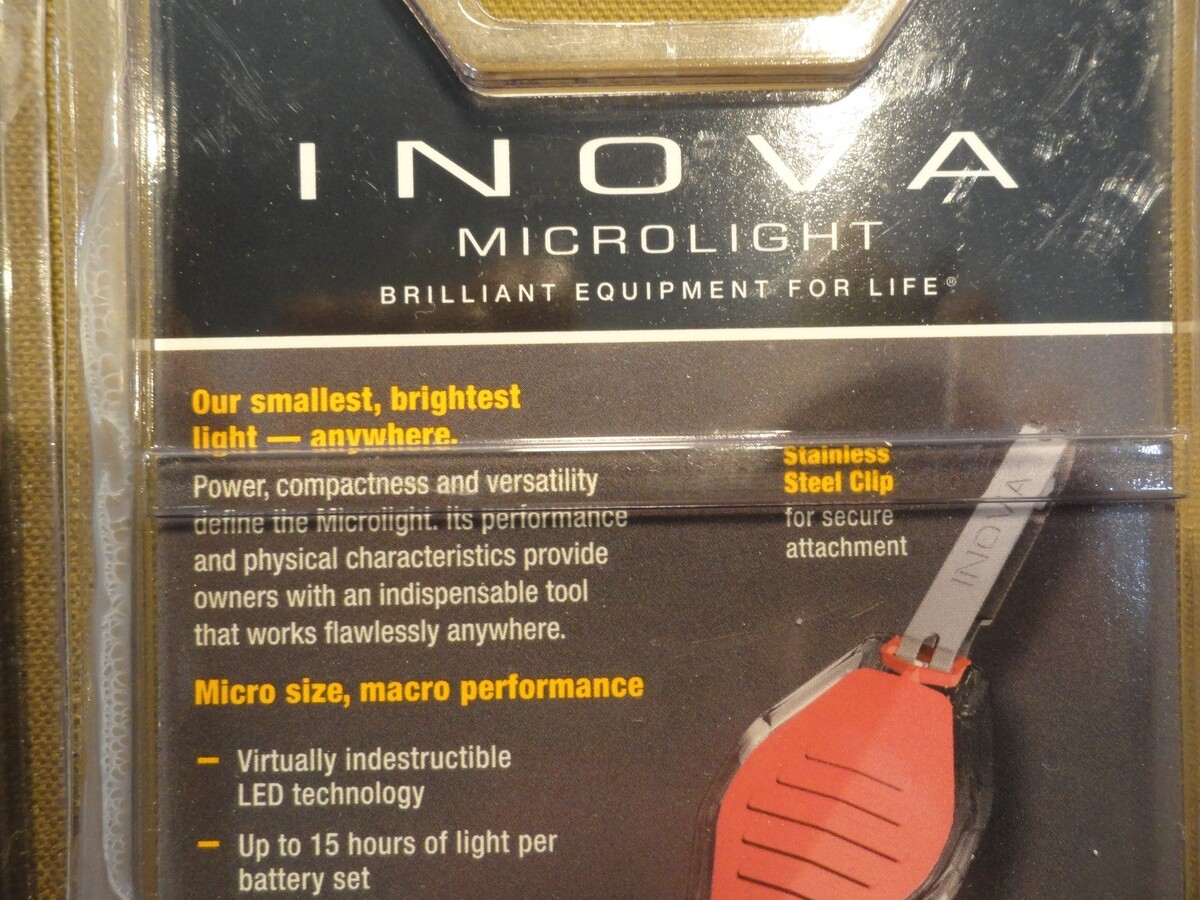 INOVA
MICROLIGHT
BRILLIANT EQUIPMENT FOR LIFE®
Our smallest, brightest
light — anywhere.
Power, compactness and versatility
define the Microlight. Its performance
and physical characteristics provide
owners with an indispensable tool
that works flawlessly anywhere.
Stainless
Steel Clip
for secure
attachment
INOVA
Micro size, macro performance
– Virtually indestructible
LED technology
– Up to 15 hours of light per
battery set